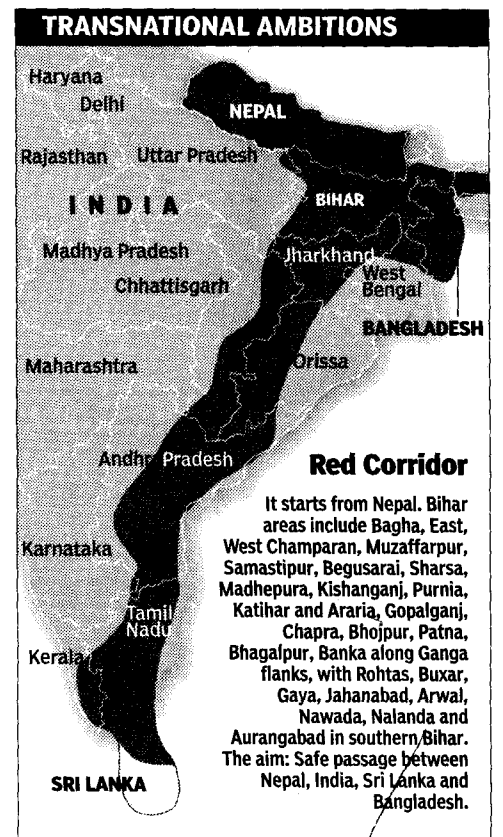 TRANSNATIONAL AMBITIONS
Haryana
Delhi
NEPAL
Rajasthan
Uttar Pradesh
INDIA
BIHAR
Madhya Pradesh
Jharkhand
Chhattisgarh
West
Bengal
BANGLADESH
Maharashtra
Orissa
Andhr Pradesh
Red Corridor
It starts from Nepal. Bihar
areas include Bagha, East,
West Champaran, Muzaffarpur,
Samastipur, Begusarai, Sharsa,
Madhepura, Kishanganj, Purnia,
Katihar and Araria, Gopalganj,
Chapra, Bhojpur, Patna,
Bhagalpur, Banka along Ganga
flanks, with Rohtas, Buxar,
Gaya, Jahanabad, Arwal,
Nawada, Nalanda and
Aurangabad in southern Bihar.
The aim: Safe passage between
Nepal, India, Sri Lanka and
Bangladesh.
Karnataka
Tamil
Nadu
Kerala
SRI LANKA